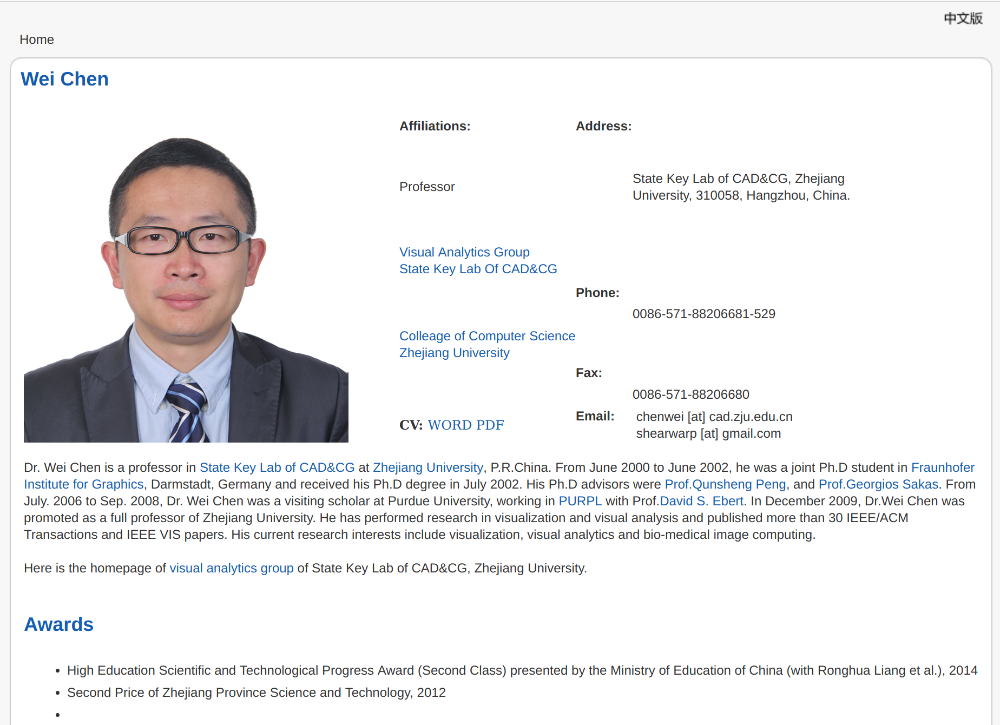 中文版
Home
Wei Chen
Affiliations:
Address:
Professor
State Key Lab of CAD&CG, Zhejiang
University, 310058, Hangzhou, China.
Visual Analytics Group
State Key Lab Of CAD&CG
Phone:
0086-571-88206681-529
Colleage of Computer Science
Zhejiang University
Fax:
0086-571-88206680
CV: WORD PDF
Email:
chenwei [at] cad.zju.edu.cn
shearwarp [at] gmail.com
Dr. Wei Chen is a professor in State Key Lab of CAD&CG at Zhejiang University, P.R.China. From June 2000 to June 2002, he was a joint Ph.D student in Fraunhofer
Institute for Graphics, Darmstadt, Germany and received his Ph.D degree in July 2002. His Ph.D advisors were Prof.Qunsheng Peng, and Prof.Georgios Sakas. From
July. 2006 to Sep. 2008, Dr. Wei Chen was a visiting scholar at Purdue University, working in PURPL with Prof.David S. Ebert. In December 2009, Dr.Wei Chen was
promoted as a full professor of Zhejiang University. He has performed research in visualization and visual analysis and published more than 30 IEEE/ACM
Transactions and IEEE VIS papers. His current research interests include visualization, visual analytics and bio-medical image computing.
Here is the homepage of visual analytics group of State Key Lab of CAD&CG, Zhejiang University.
Awards
• High Education Scientific and Technological Progress Award (Second Class) presented by the Ministry of Education of China (with Ronghua Liang et al.), 2014
• Second Price of Zhejiang Province Science and Technology, 2012
•